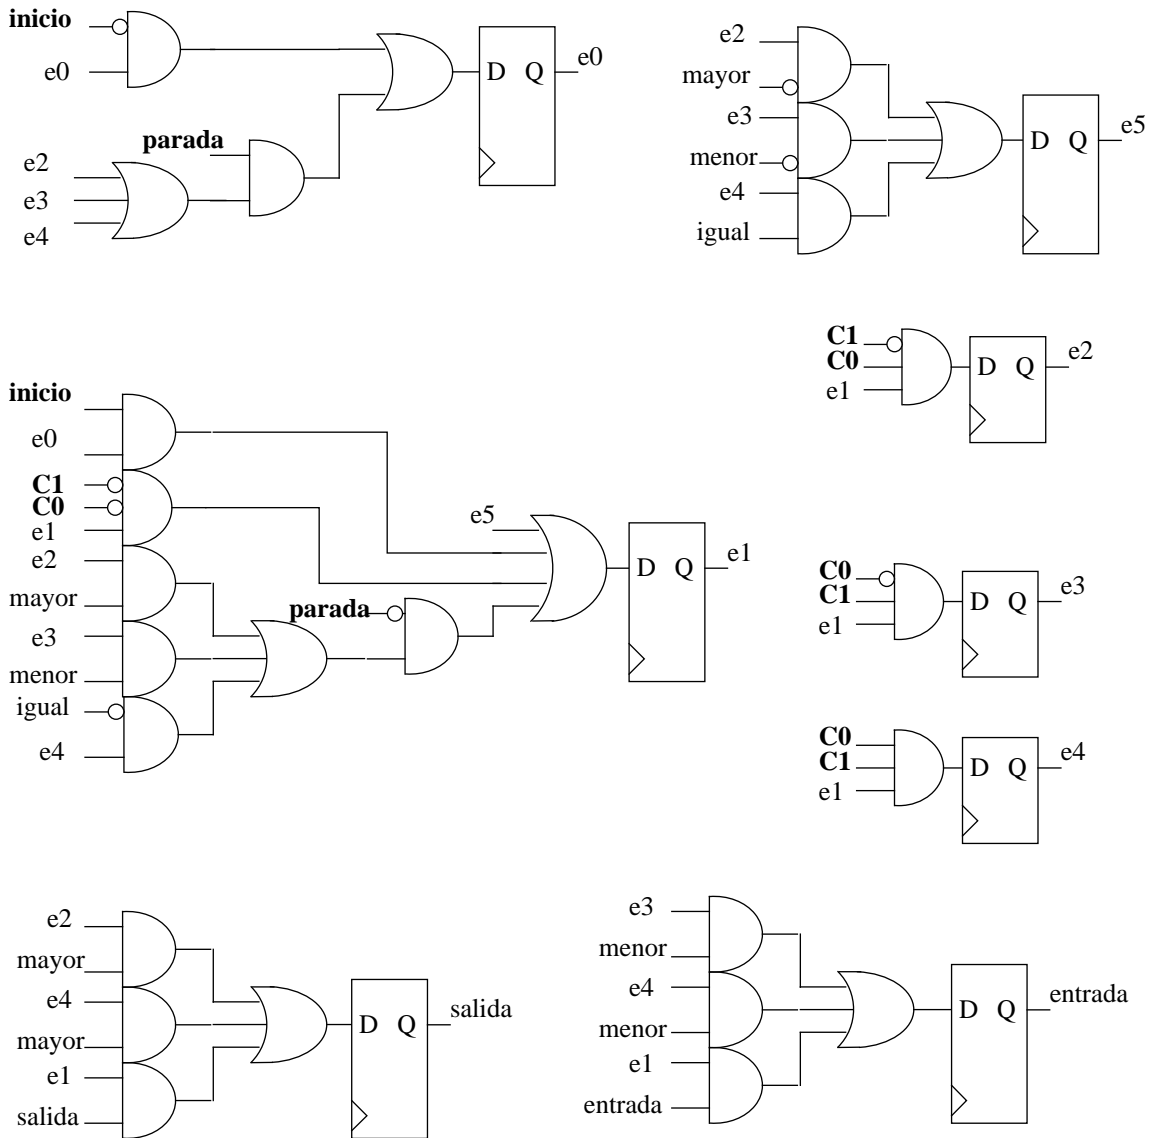 inicio
e0
parada
e2
e3
e4
D Q
e0
e2
mayor
e3
menor
e4
igual
D Q
e5
C1
C0
e1
D Q
e2
inicio
e0
C1
C0
e1
e2
mayor
e3
menor
igual
e4
parada
e5
D Q
e1
C0
C1
e1
D Q
e3
C0
C1
e1
D Q
e4
e2
mayor
e4
mayor
e1
salida
D Q
salida
e3
menor
e4
menor
e1
entrada
D Q
entrada